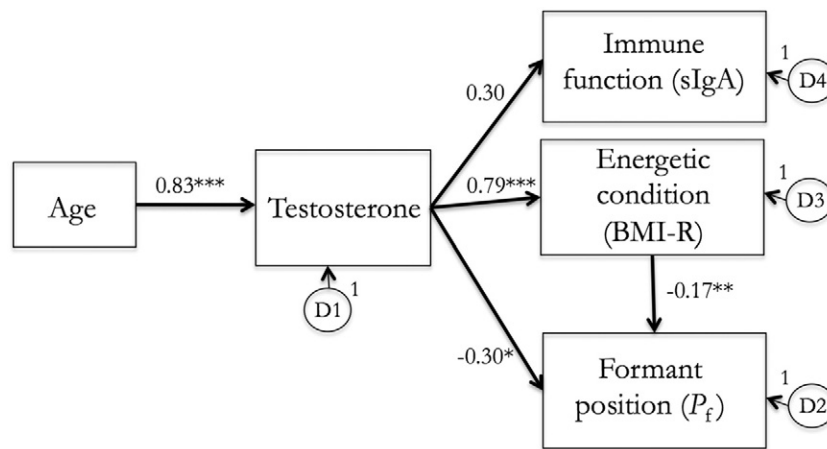 Immune
function (sIgA)
1
D4
0.30
Age
0.83***
Testosterone
1
D1
0.79***
Energetic
condition
(BMI-R)
1
D3
-0.17**
-0.30*
Formant
position (Pf)
1
D2